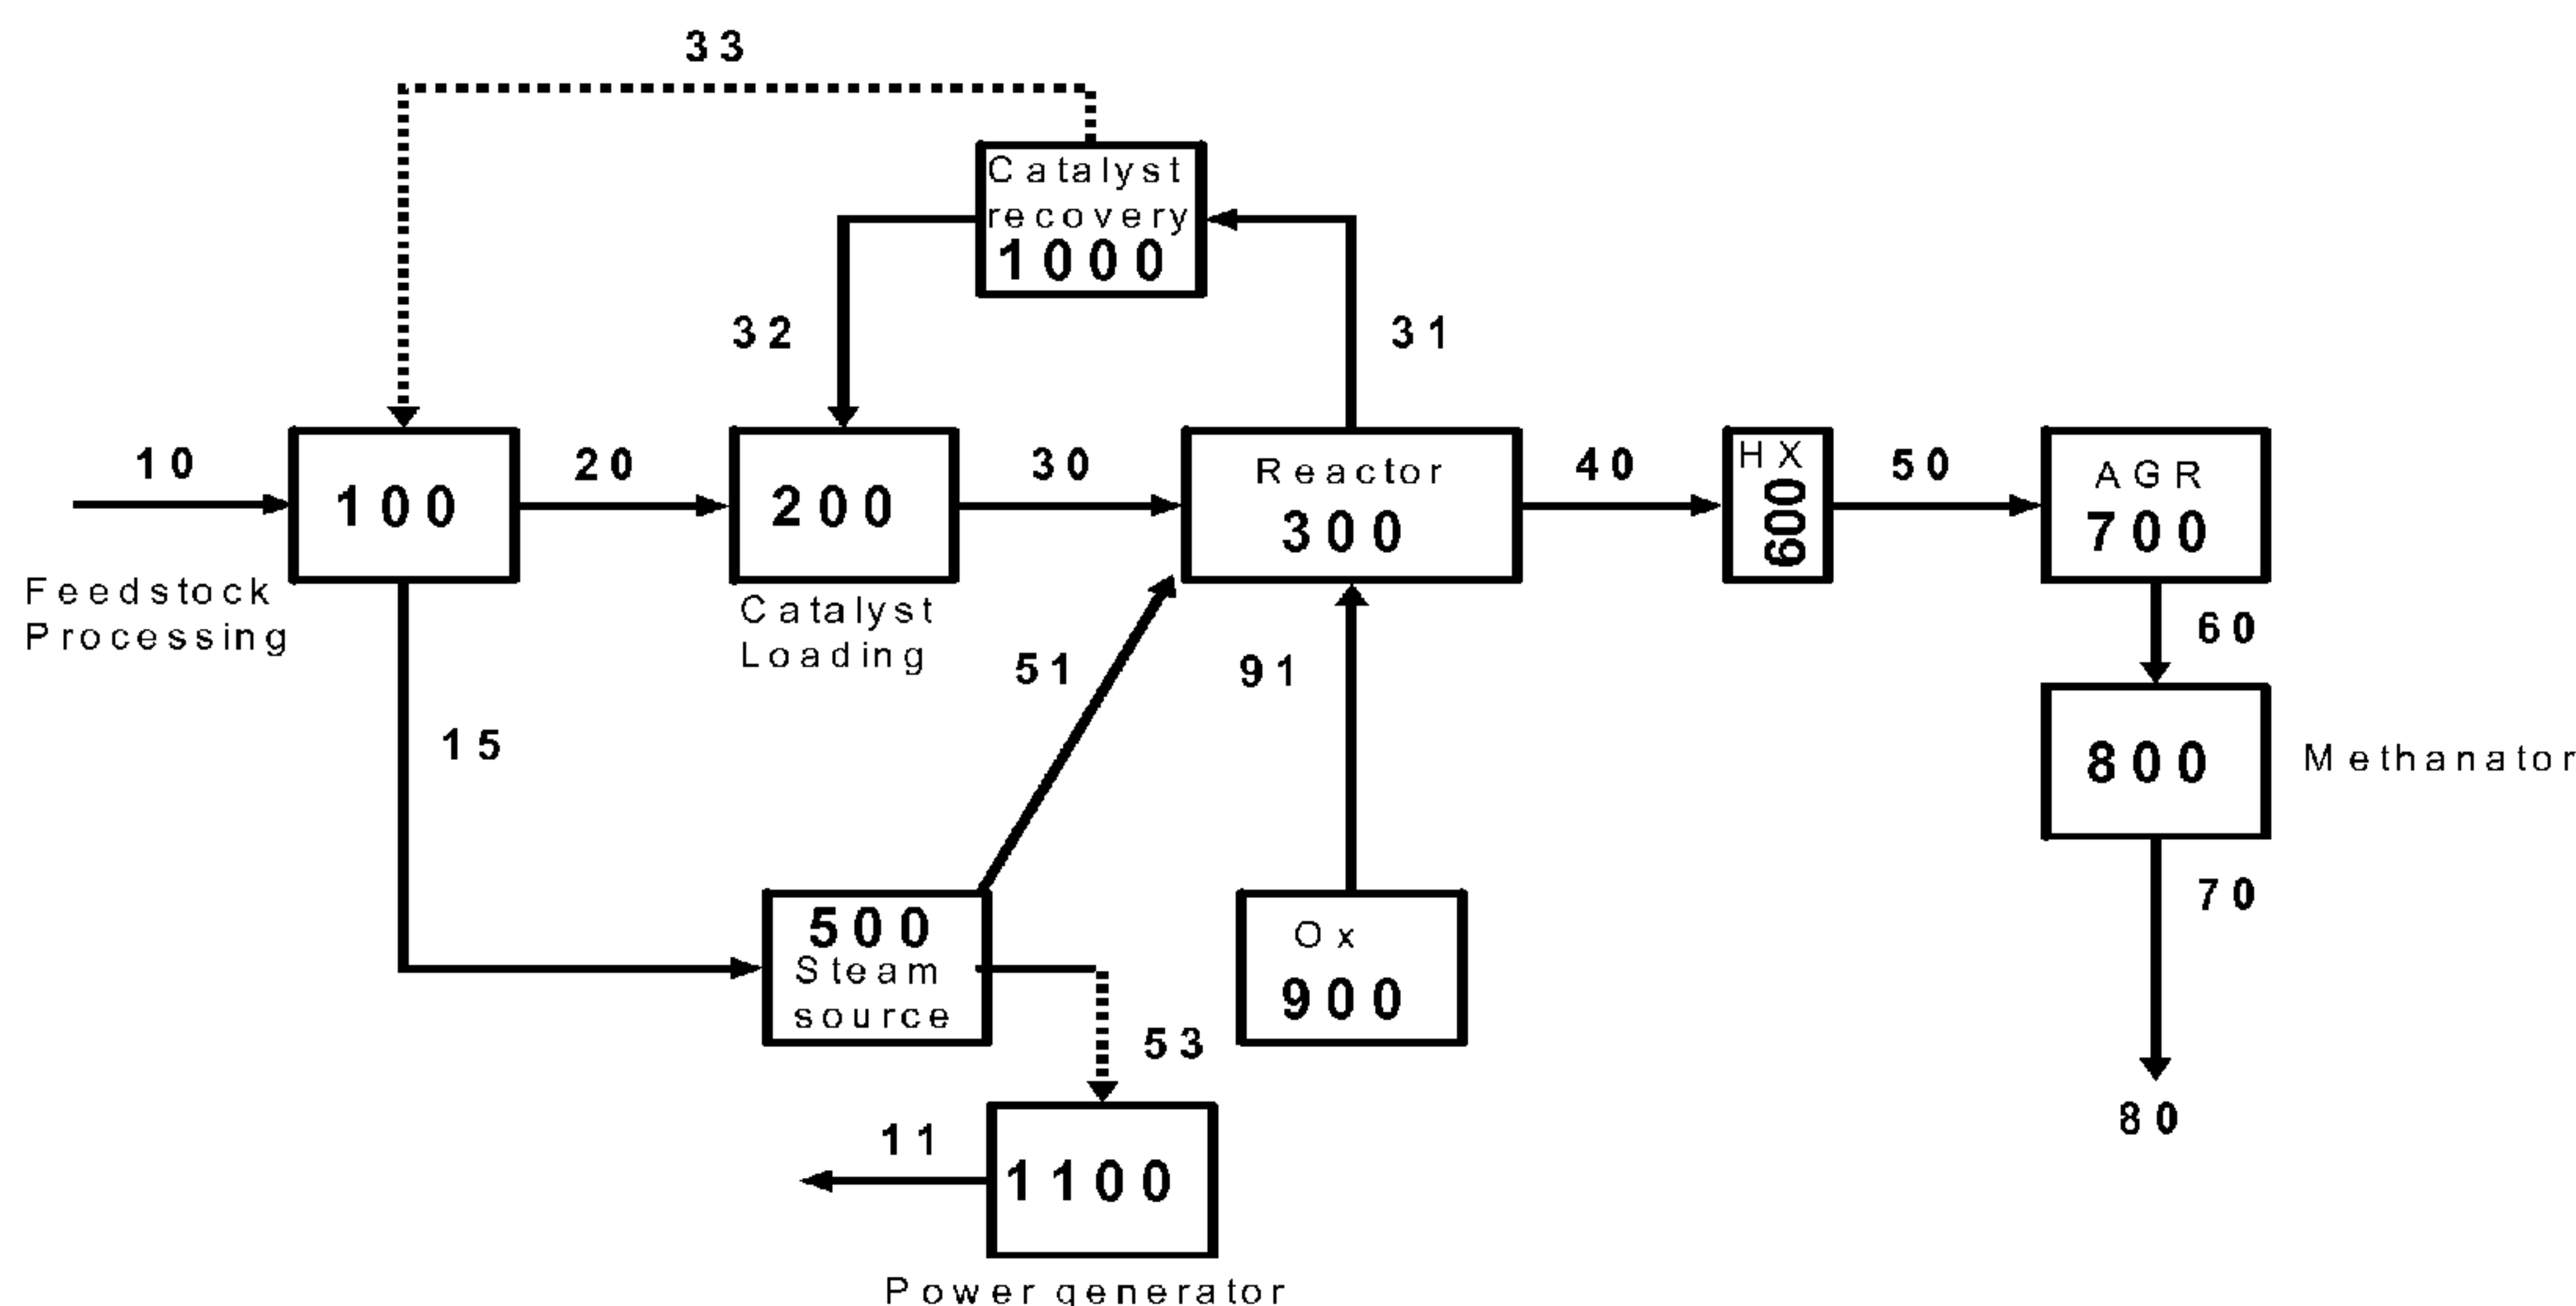 33
Catalyst
recovery
1000
32
31
10
100
20
200
30
Reactor
300
40
HX
600
50
AGR
700
Feedstock
Processing
Catalyst
Loading
51
91
60
15
800
Methanator
70
500
Steam
source
Ox
900
53
80
11
1100
Power generator